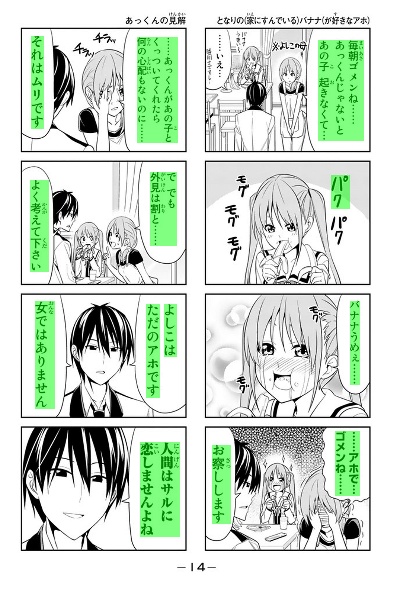 となりの(家にすんでいる)バナナ(が好きなアホ)
毎朝ゴメンね……
あっくんじゃないと
あの子起きなくて…
※よしこの母
……いえ…
パク
パク
モグ
モグ
モグ
モグ
バナナうめぇ……
……アホで…
ゴメンね……
お察しします
あっくんの見解
……あっくんがあの子と
くっついてくれたら
何の心配もないのに……
それはムリです
で でも
外見は割と……
よく考えて下さい
よしこは
ただのアホです
女ではありません
人間はサルに
恋しませんよね
－14－